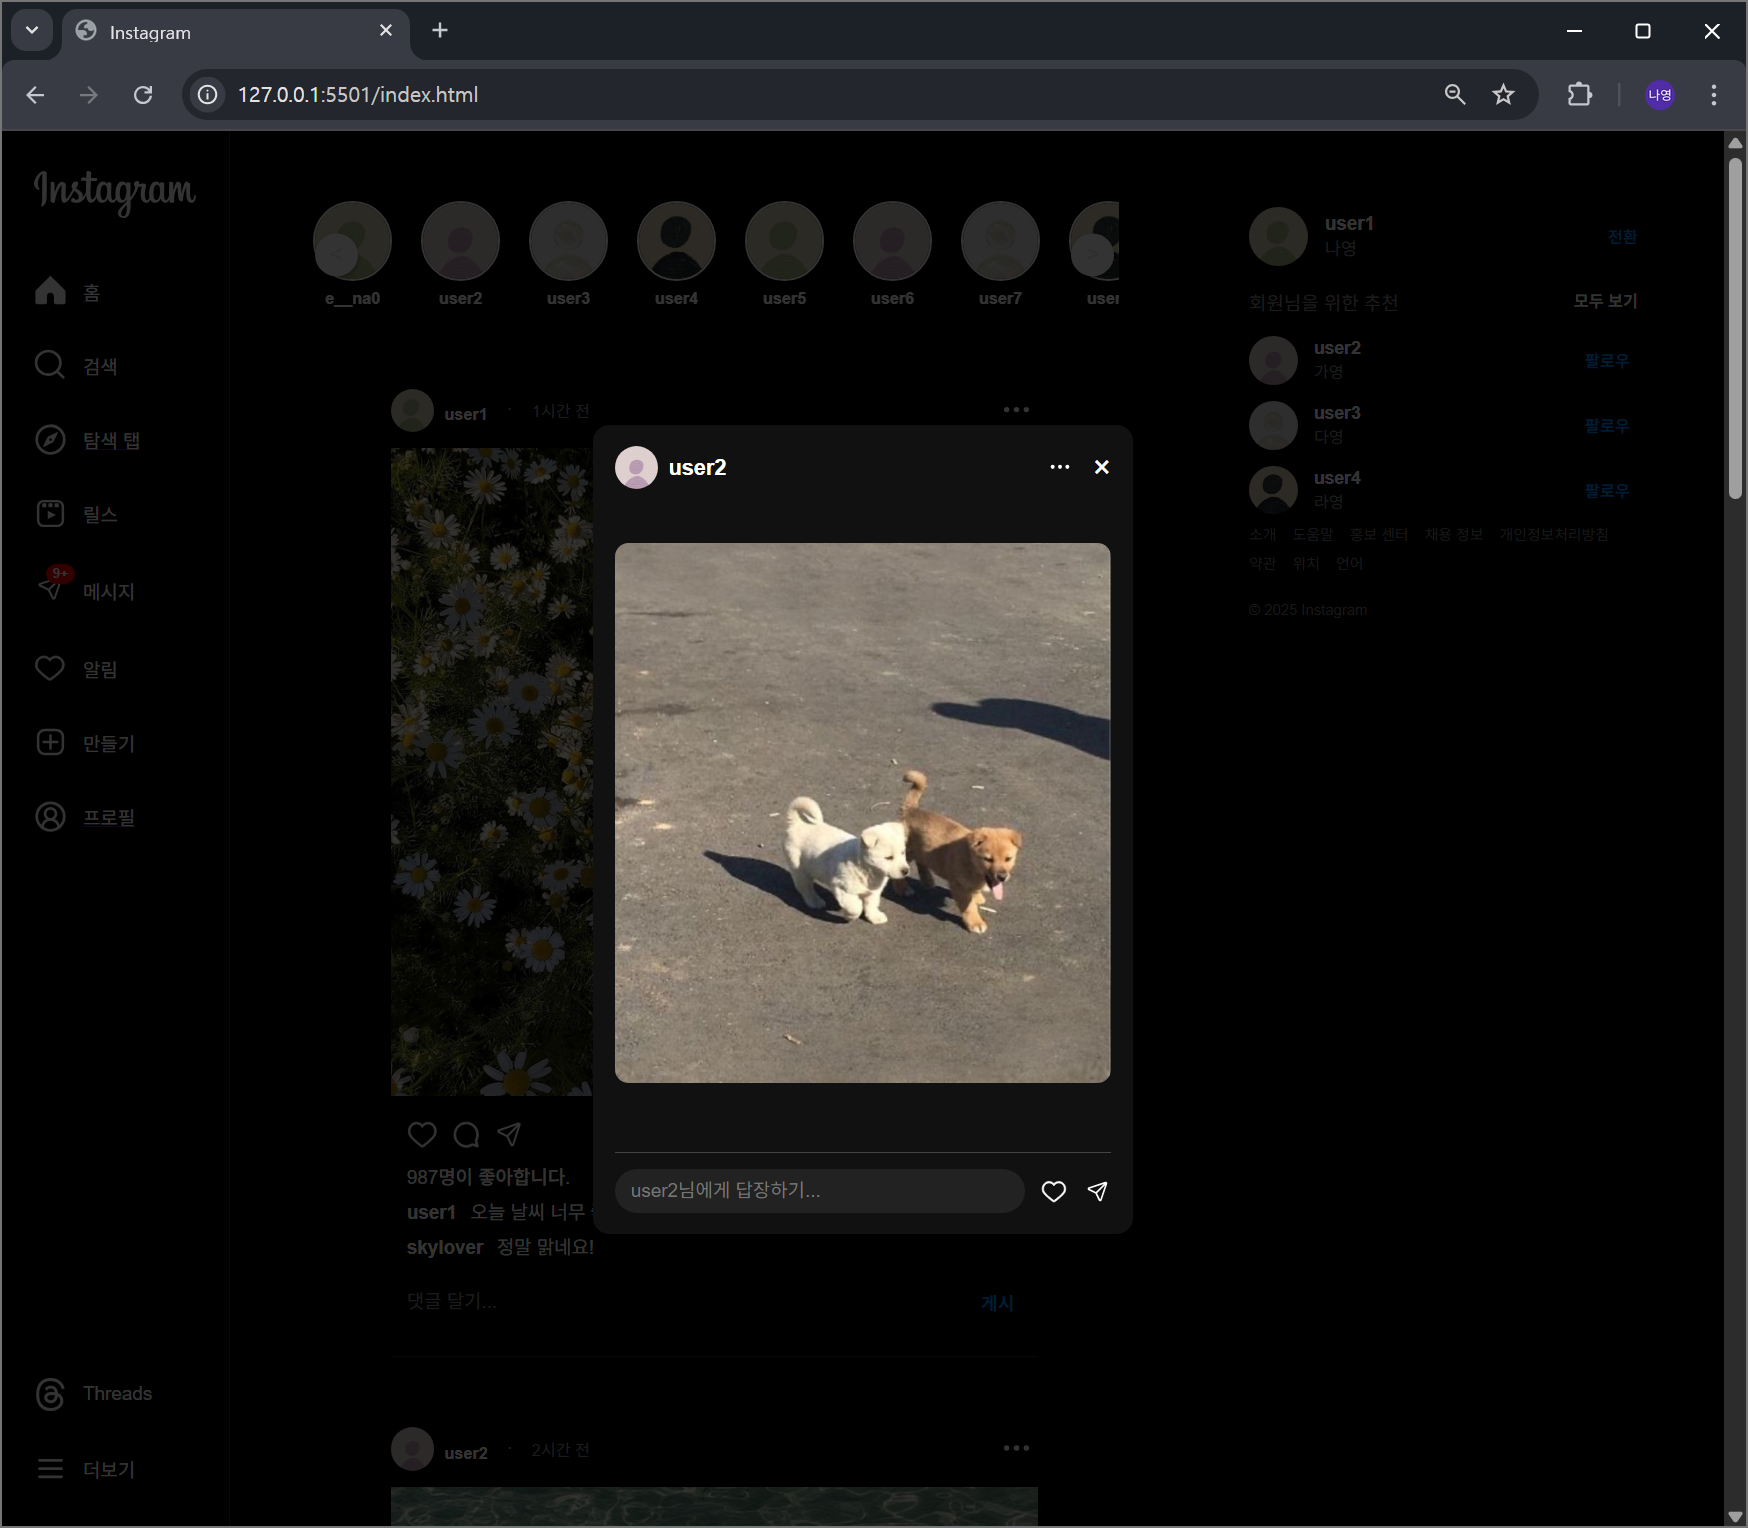 Instagram
127.0.0.1:5501/index.html
나영
Instagram
홈
검색
탐색 탭
릴스
9+
메시지
알림
만들기
프로필
Threads
더보기
e__na0
user2
user3
user4
user5
user6
user7
user
user1 · 1시간 전
user2
user2님에게 답장하기...
987명이 좋아합니다.
user1 오늘 날씨 너무
skylover 정말 맑네요!
댓글 달기...
게시
user2 · 2시간 전
user1
나영
전환
회원님을 위한 추천
모두 보기
user2
가영
팔로우
user3
다영
팔로우
user4
라영
팔로우
소개 도움말 홍보 센터 채용 정보 개인정보처리방침
약관 위치 언어
© 2025 Instagram